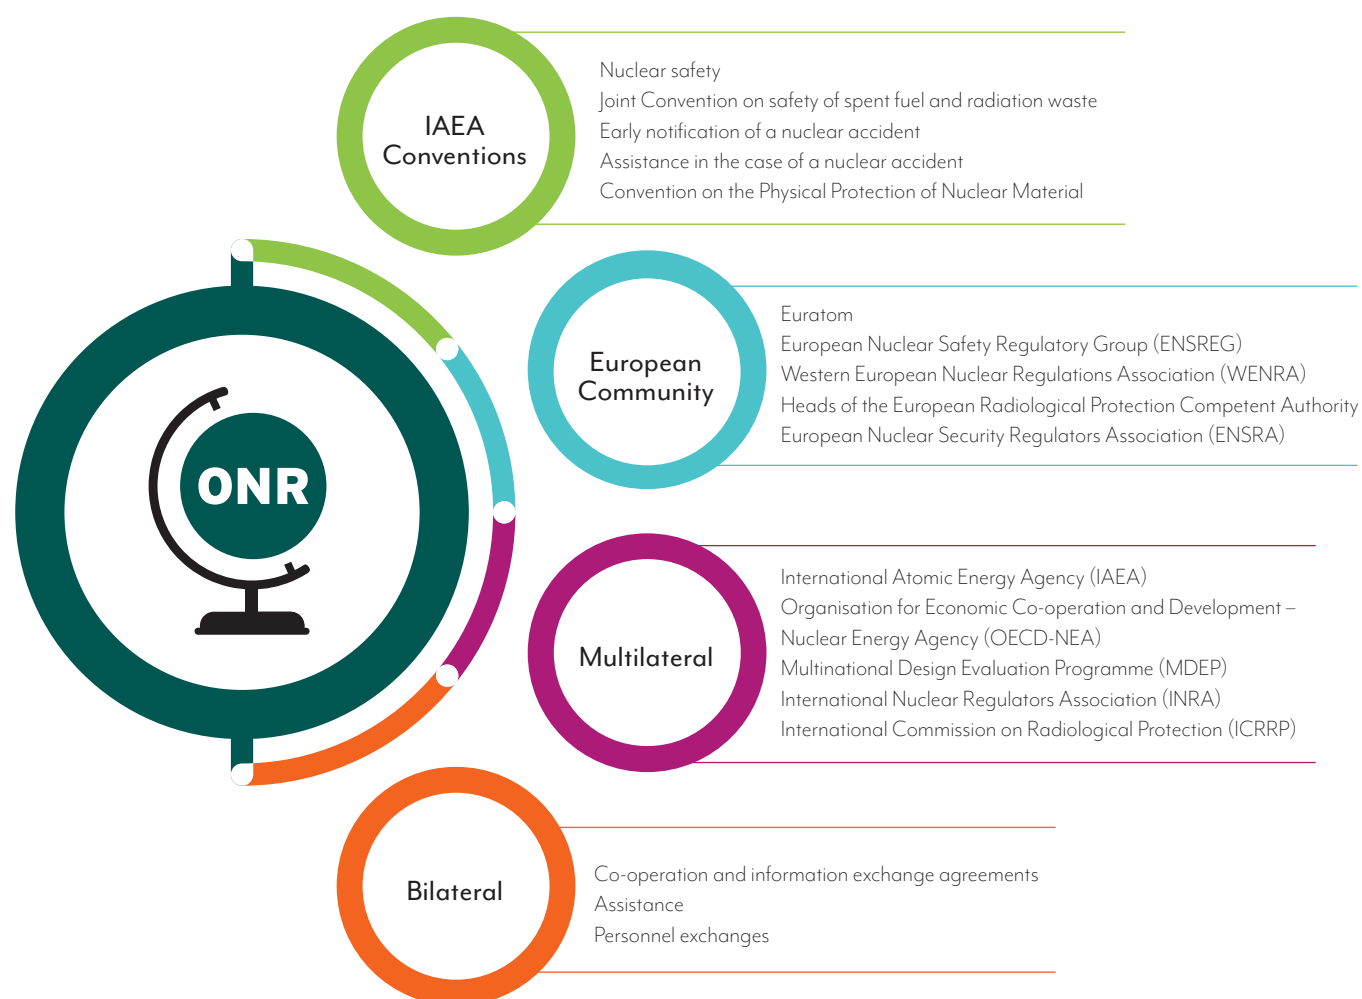 IAEA
Conventions
Nuclear safety
Joint Convention on safety of spent fuel and radiation waste
Early notification of a nuclear accident
Assistance in the case of a nuclear accident
Convention on the Physical Protection of Nuclear Material
ONR
European
Community
Euratom
European Nuclear Safety Regulatory Group (ENSREG)
Western European Nuclear Regulations Association (WENRA)
Heads of the European Radiological Protection Competent Authority
European Nuclear Security Regulators Association (ENSRA)
Multilateral
International Atomic Energy Agency (IAEA)
Organisation for Economic Co-operation and Development –
Nuclear Energy Agency (OECD-NEA)
Multinational Design Evaluation Programme (MDEP)
International Nuclear Regulators Association (INRA)
International Commission on Radiological Protection (ICRRP)
Bilateral
Co-operation and information exchange agreements
Assistance
Personnel exchanges